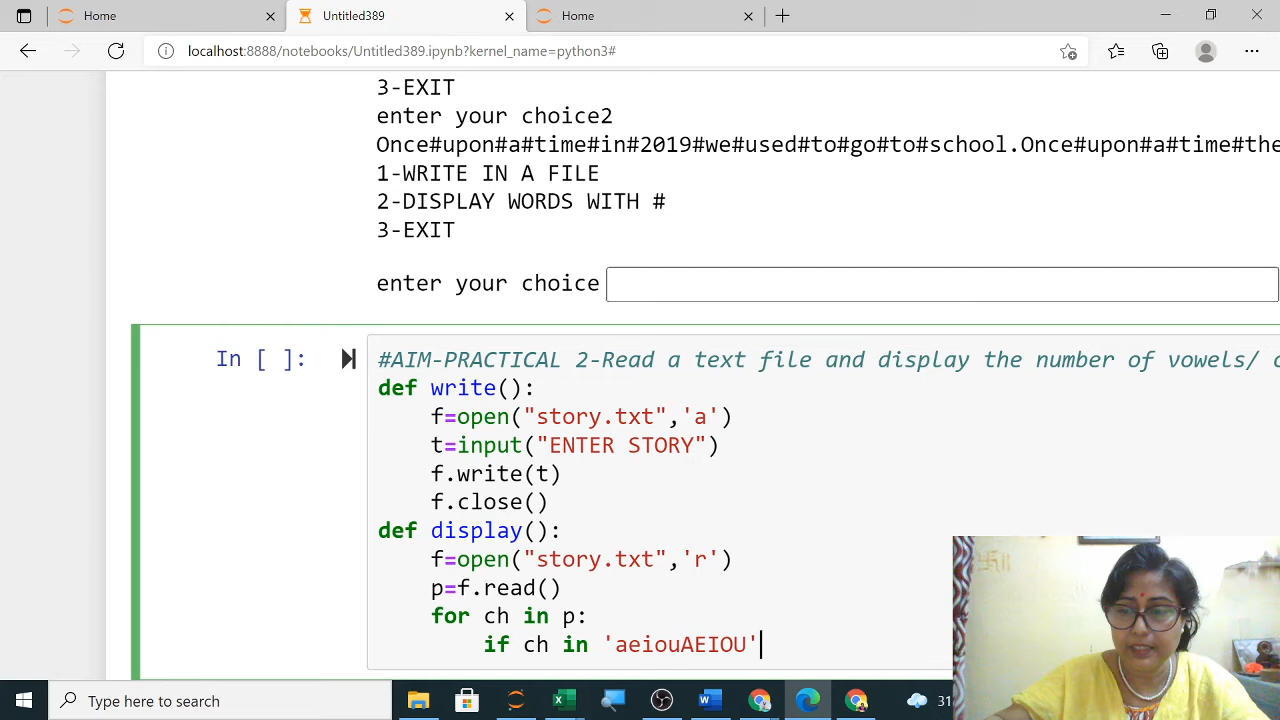 Home
Untitled389
Home
localhost:8888/notebooks/Untitled389.ipynb?kernel_name=python3#
3-EXIT
enter your choice2
Once#upon#a#time#in#2019#we#used#to#go#to#school.Once#upon#a#time#the
1-WRITE IN A FILE
2-DISPLAY WORDS WITH #
3-EXIT
enter your choice
In [ ]: #AIM-PRACTICAL 2-Read a text file and display the number of vowels/ c
def write():
f=open("story.txt",'a')
t=input("ENTER STORY")
f.write(t)
f.close()
def display():
f=open("story.txt",'r')
p=f.read()
for ch in p:
if ch in 'aeiouAEIOU'
Type here to search
31